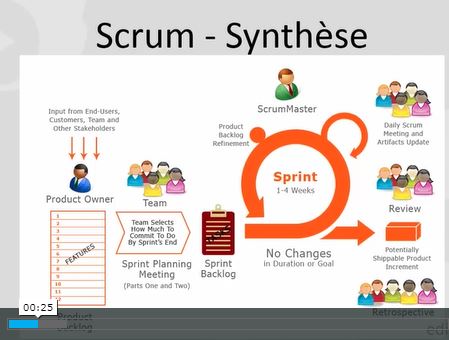 Scrum - Synthèse
Input from End-Users,
Customers, Team and
Other Stakeholders
Product Owner
Team
1
2
3
4
5
6
7
8
9
10
11
12
FEATURES
Team Selects
How Much To
Commit To Do
By Sprint's End
Sprint Planning
Meeting
(Parts One and Two)
Sprint
Backlog
Product
Backlog
Refinement
ScrumMaster
Sprint
1-4 Weeks
No Changes
in Duration or Goal
Daily Scrum
Meeting and
Artifacts Update
Review
Potentially
Shippable Product
Increment
Retrospective
00:25
Product
Backlog
edi